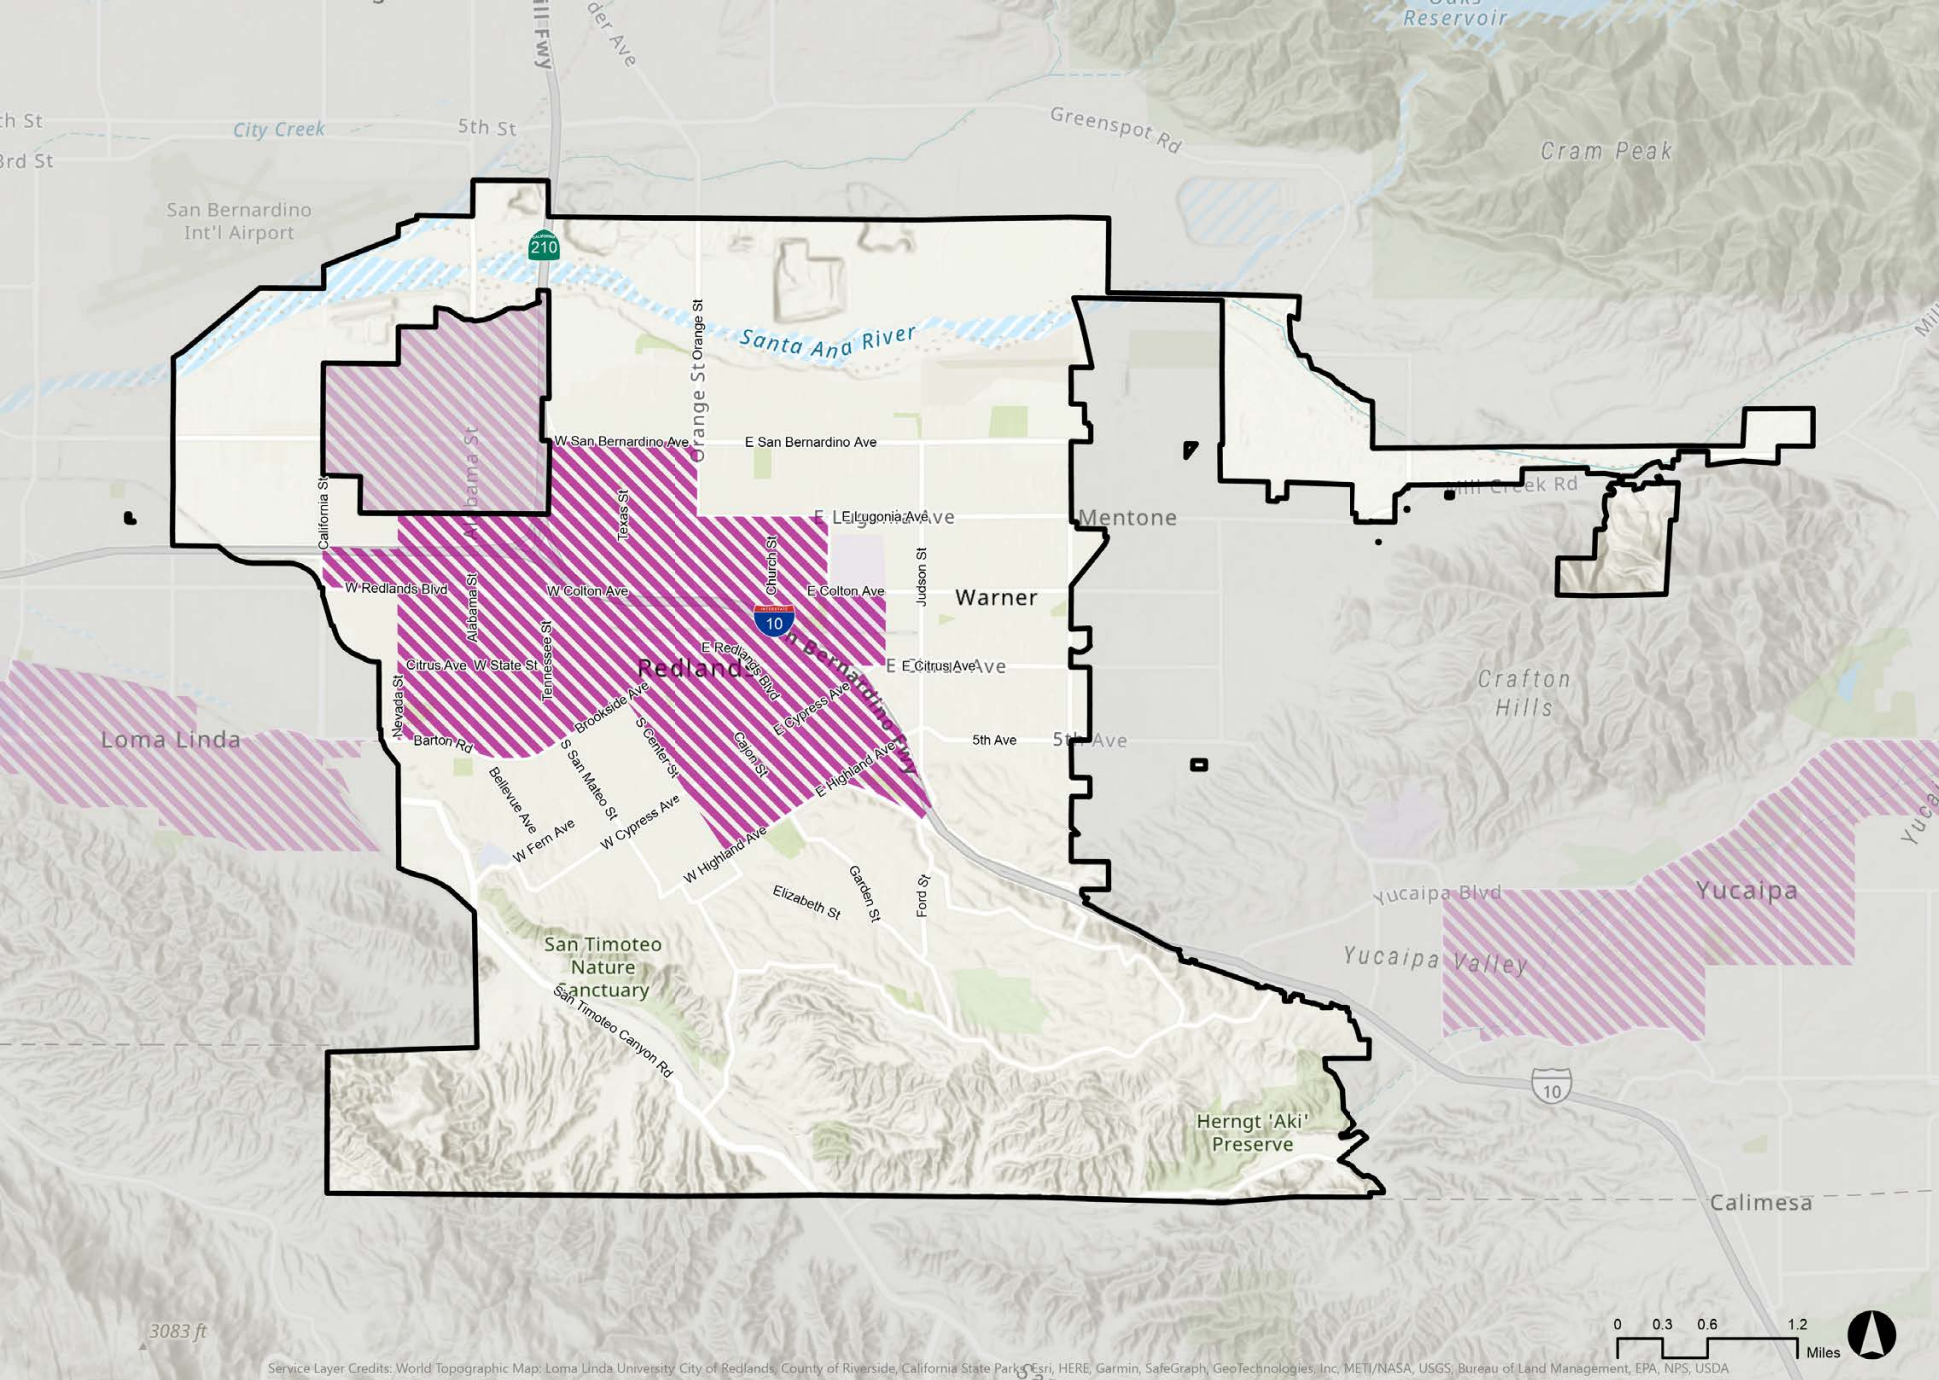 Reservoir
City Creek
5th St
Greenspot Rd
3rd St
Cram Peak
San Bernardino
Int'l Airport
210
Santa Ana River
Orange St
Orange St
W San Bernardino Ave
E San Bernardino Ave
Alabama St
California St
Texas St
E Lugonia Ave
E Lugonia Ave
Mentone
Mill Creek Rd
Church St
Judson St
W Redlands Blvd
Alabama St
W Colton Ave
E Colton Ave
Warner
10
Tennessee St
E Redlands Blvd
Redlands
San Bernardino Fwy
Citrus Ave
W State St
E Citrus Ave
E Citrus Ave
Crafton
Hills
Nevada St
Brookside Ave
E Cypress Ave
Loma Linda
Barton Rd
S Center St
Cajon St
5th Ave
5th Ave
E Highland Ave
Bellevue Ave
S San Mateo St
W Fern Ave
W Cypress Ave
W Highland Ave
Elizabeth St
Garden St
Ford St
Yucaipa Blvd
Yucaipa
Yucaipa Valley
San Timoteo
Nature
Sanctuary
San Timoteo Canyon Rd
10
Herngt 'Aki'
Preserve
Calimesa
3083 ft
0 0.3 0.6 1.2
Miles
Service Layer Credits: World Topographic Map: Loma Linda University City of Redlands, County of Riverside, California State Parks, Esri, HERE, Garmin, SafeGraph, GeoTechnologies, Inc, METI/NASA, USGS, Bureau of Land Management, EPA, NPS, USDA